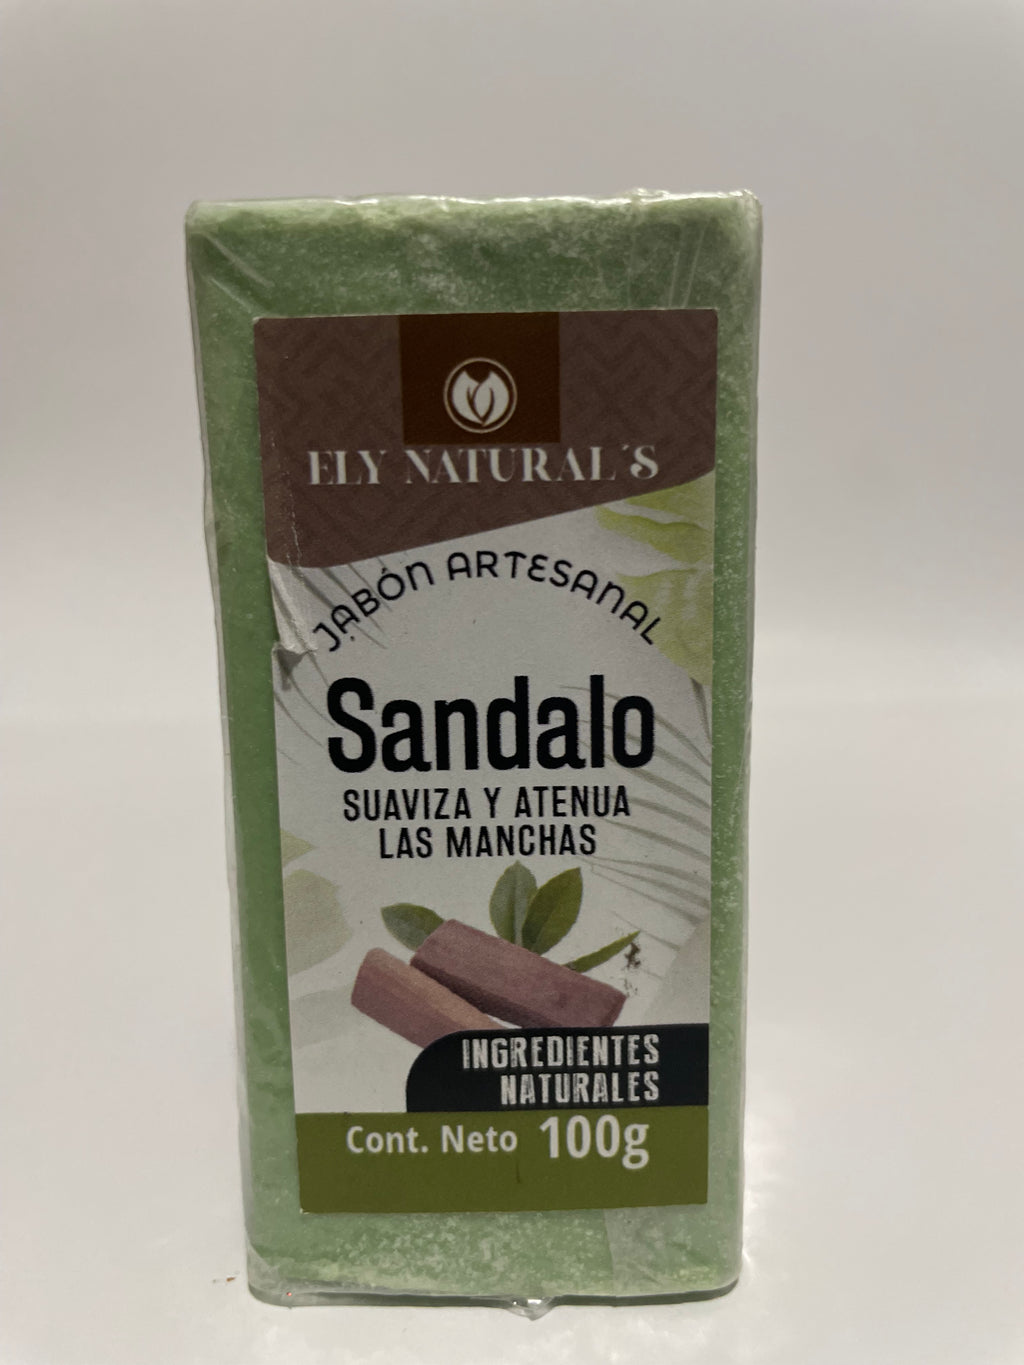 ELY NATURAL´S
JABÓN ARTESANAL
Sandalo
SUAVIZA Y ATENUA
LAS MANCHAS
INGREDIENTES
NATURALES
Cont. Neto 100g